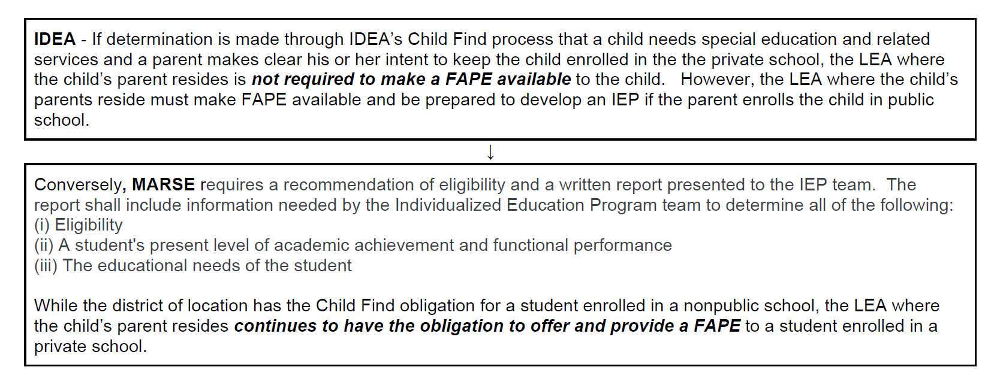 IDEA - If determination is made through IDEA's Child Find process that a child needs special education and related
services and a parent makes clear his or her intent to keep the child enrolled in the the private school, the LEA where
the child's parent resides is not required to make a FAPE available to the child.   However, the LEA where the child's
parents reside must make FAPE available and be prepared to develop an IEP if the parent enrolls the child in public
school.
↓
Conversely, MARSE requires a recommendation of eligibility and a written report presented to the IEP team.  The
report shall include information needed by the Individualized Education Program team to determine all of the following:
(i) Eligibility
(ii) A student's present level of academic achievement and functional performance
(iii) The educational needs of the student
While the district of location has the Child Find obligation for a student enrolled in a nonpublic school, the LEA where
the child's parent resides continues to have the obligation to offer and provide a FAPE to a student enrolled in a
private school.